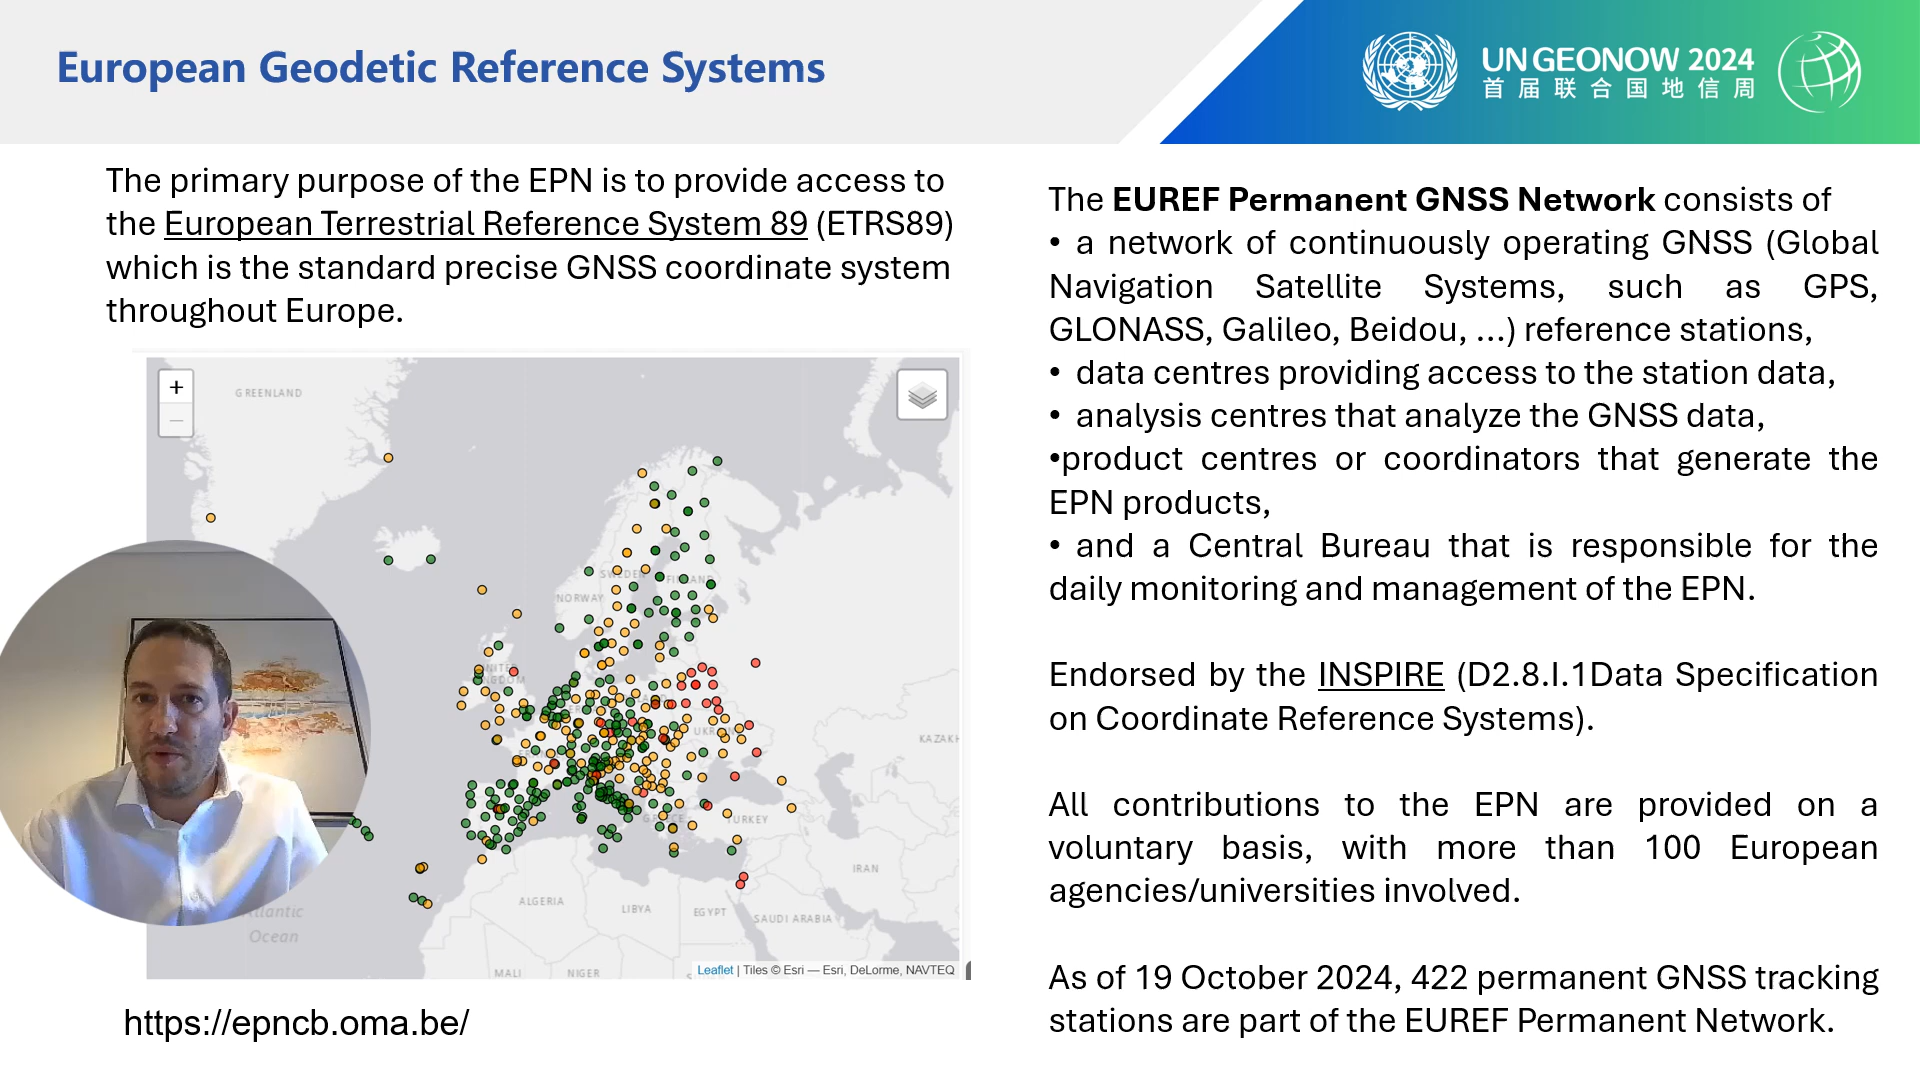 European Geodetic Reference Systems
UN GEONOW 2024
首届联合国地信周
The primary purpose of the EPN is to provide access to
the European Terrestrial Reference System 89 (ETRS89)
which is the standard precise GNSS coordinate system
throughout Europe.
+
−
GREENLAND
SWEDEN
FINLAND
NORWAY
UNITED
KINGDOM
KAZAKH
TURKEY
GREECE
IRAN
ALGERIA
LIBYA
EGYPT
SAUDI ARABIA
tlantic
Ocean
MALI
NIGER
Leaflet | Tiles © Esri — Esri, DeLorme, NAVTEQ
https://epncb.oma.be/
The EUREF Permanent GNSS Network consists of
• a network of continuously operating GNSS (Global
Navigation Satellite Systems, such as GPS,
GLONASS, Galileo, Beidou, ...) reference stations,
• data centres providing access to the station data,
• analysis centres that analyze the GNSS data,
•product centres or coordinators that generate the
EPN products,
• and a Central Bureau that is responsible for the
daily monitoring and management of the EPN.
Endorsed by the INSPIRE (D2.8.I.1Data Specification
on Coordinate Reference Systems).
All contributions to the EPN are provided on a
voluntary basis, with more than 100 European
agencies/universities involved.
As of 19 October 2024, 422 permanent GNSS tracking
stations are part of the EUREF Permanent Network.